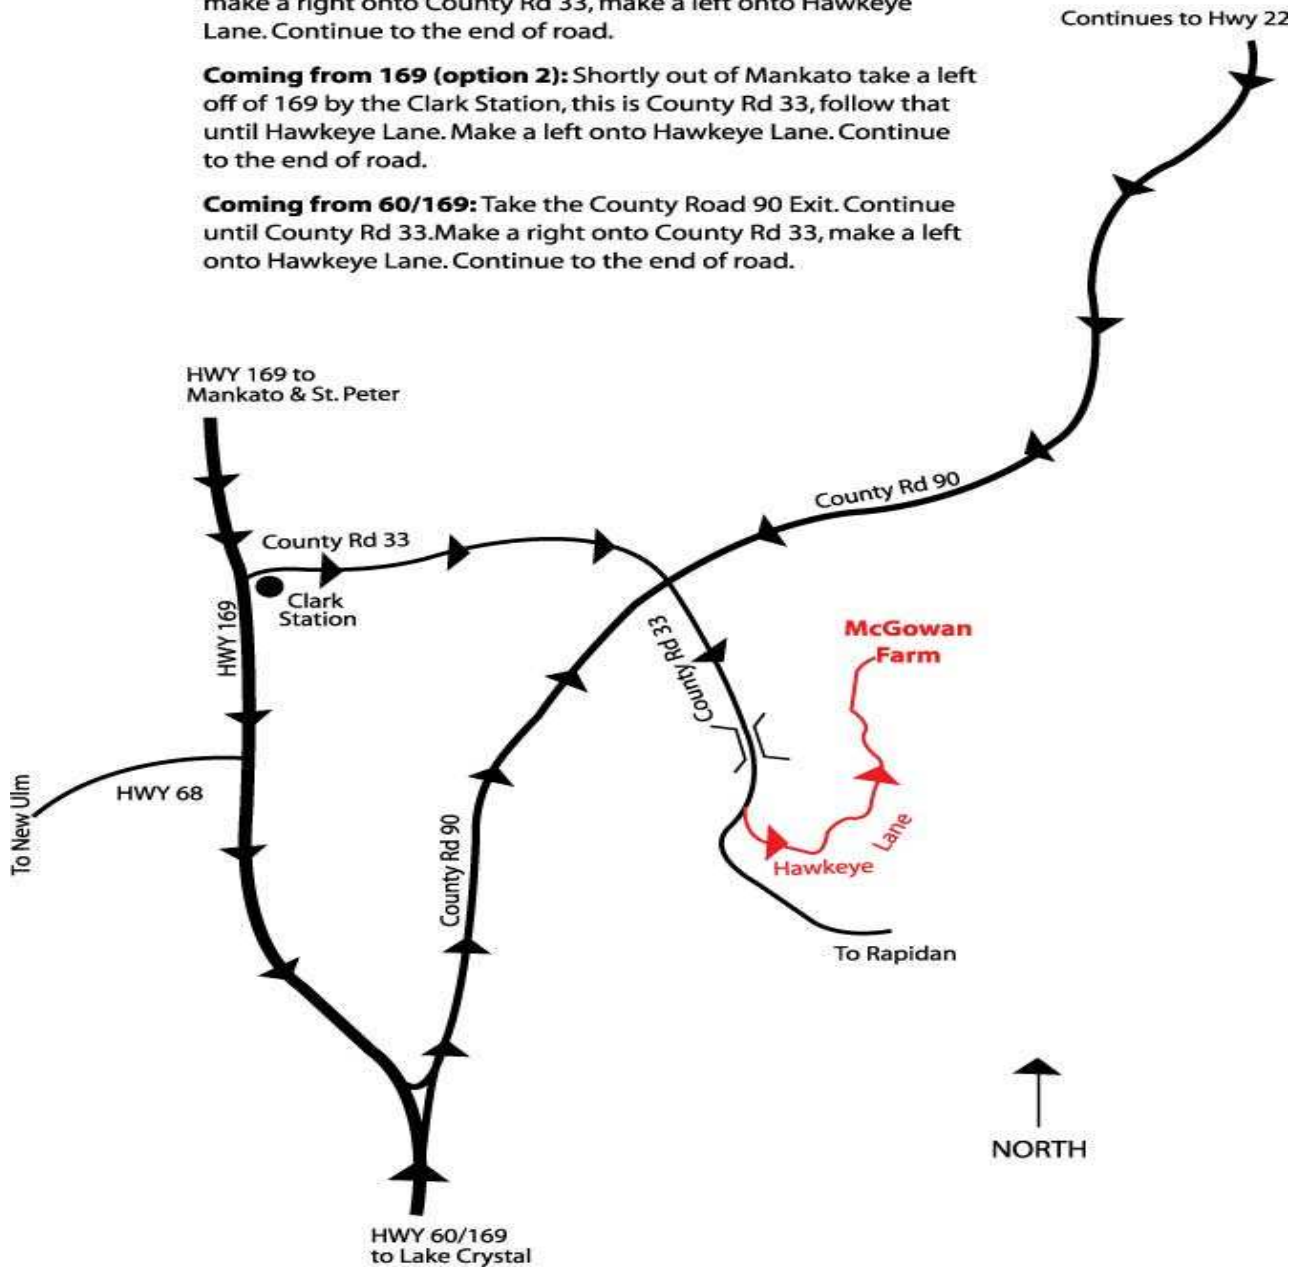 make a right onto County Rd 33, make a left onto Hawkeye
Lane. Continue to the end of road.
Continues to Hwy 22
Coming from 169 (option 2): Shortly out of Mankato take a left
off of 169 by the Clark Station, this is County Rd 33, follow that
until Hawkeye Lane. Make a left onto Hawkeye Lane. Continue
to the end of road.
Coming from 60/169: Take the County Road 90 Exit. Continue
until County Rd 33.Make a right onto County Rd 33, make a left
onto Hawkeye Lane. Continue to the end of road.
HWY 169 to
Mankato & St. Peter
County Rd 90
County Rd 33
Clark
Station
HWY 169
County Rd 33
McGowan
Farm
HWY 68
To New Ulm
County Rd 90
Lane
Hawkeye
To Rapidan
NORTH
HWY 60/169
to Lake Crystal